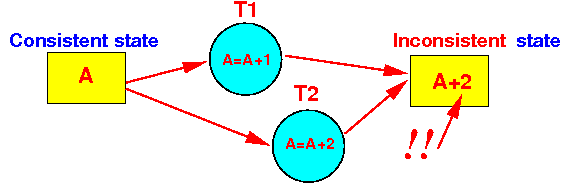 T1
Consistent state
Inconsistent state
A
A=A+1
A+2
T2
A=A+2
!!